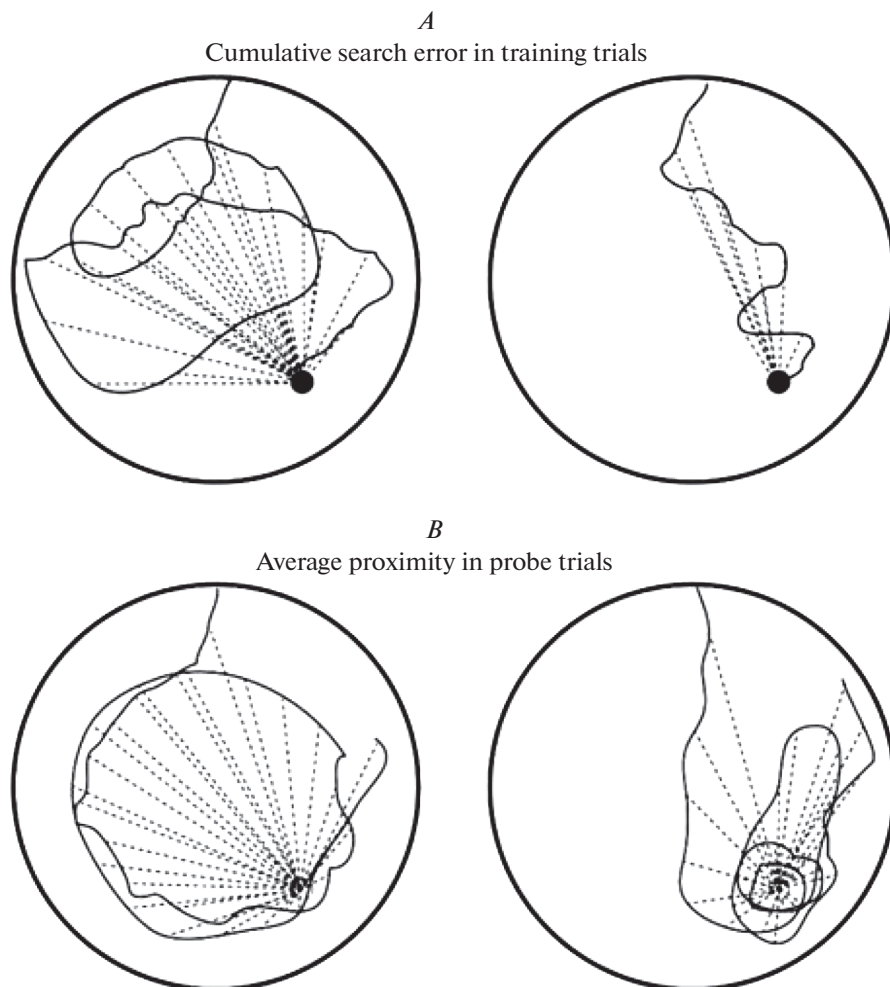 A
Cumulative search error in training trials
B
Average proximity in probe trials